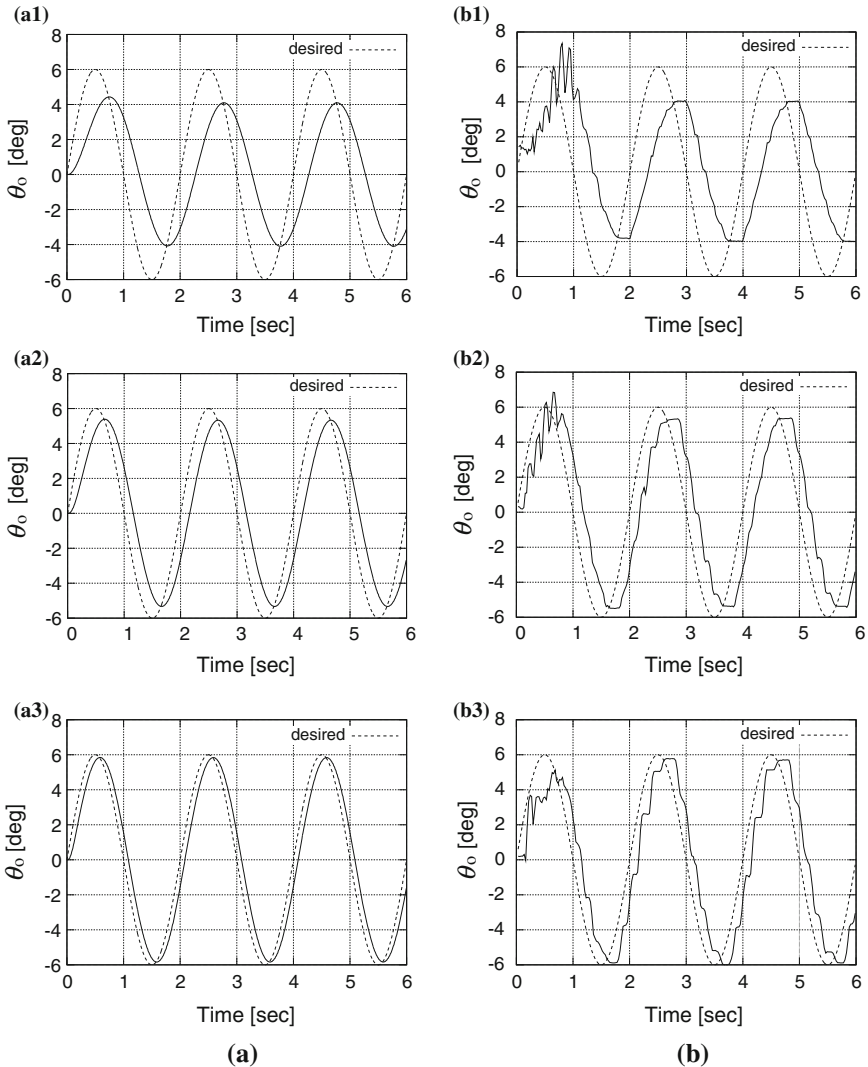 (a1)
8
6
4
2
0
-2
-4
-6
0 1 2 3 4 5 6
θo [deg]
Time [sec]
desired
(b1)
8
6
4
2
0
-2
-4
-6
0 1 2 3 4 5 6
θo [deg]
Time [sec]
desired
(a2)
8
6
4
2
0
-2
-4
-6
0 1 2 3 4 5 6
θo [deg]
Time [sec]
desired
(b2)
8
6
4
2
0
-2
-4
-6
0 1 2 3 4 5 6
θo [deg]
Time [sec]
desired
(a3)
8
6
4
2
0
-2
-4
-6
0 1 2 3 4 5 6
θo [deg]
Time [sec]
desired
(b3)
8
6
4
2
0
-2
-4
-6
0 1 2 3 4 5 6
θo [deg]
Time [sec]
desired
(a)
(b)